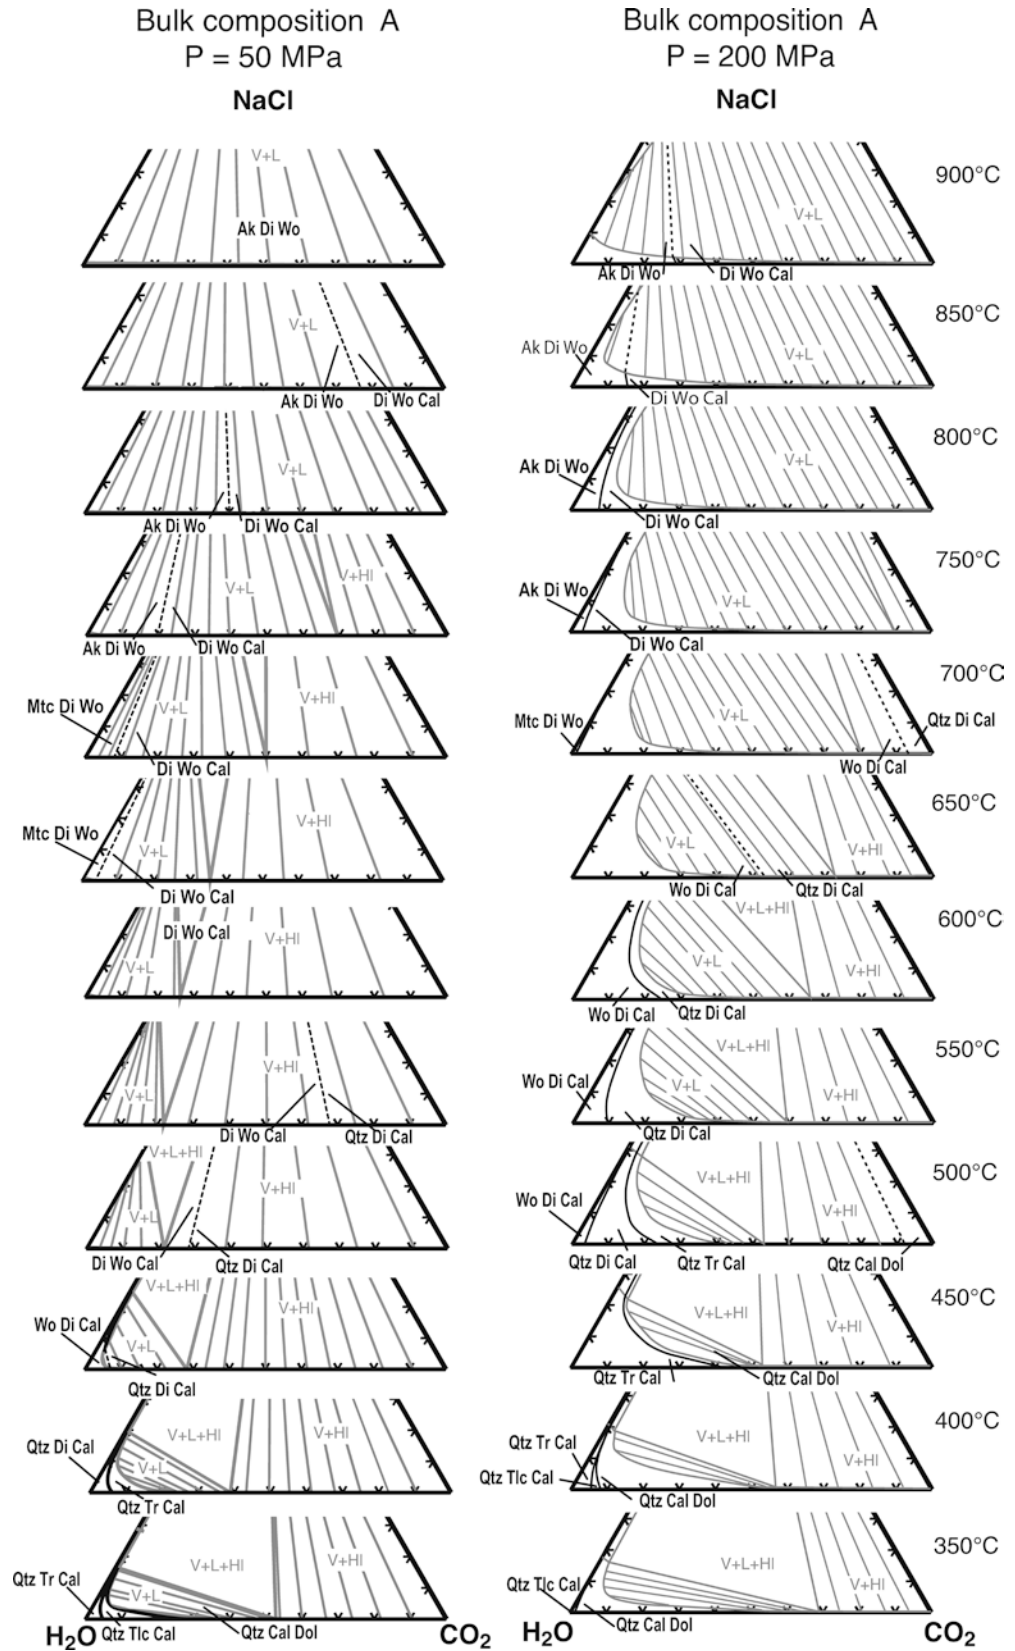 Bulk composition A
P = 50 MPa
NaCl
Bulk composition A
P = 200 MPa
NaCl
V+L
Ak Di Wo
V+L
Ak Di Wo
Di Wo Cal
900°C
V+L
Ak Di Wo
Di Wo Cal
Ak Di Wo
V+L
Di Wo Cal
850°C
V+L
Ak Di Wo
Di Wo Cal
Ak Di Wo
V+L
Di Wo Cal
800°C
V+L
V+Hl
Ak Di Wo
Di Wo Cal
Ak Di Wo
V+L
Di Wo Cal
750°C
Mtc Di Wo
V+L
V+Hl
Di Wo Cal
Mtc Di Wo
V+L
Wo Di Cal
Qtz Di Cal
700°C
Mtc Di Wo
V+L
V+Hl
Di Wo Cal
V+L
V+Hl
Wo Di Cal
Qtz Di Cal
650°C
Di Wo Cal
V+L
V+Hl
V+L+Hl
V+L
V+Hl
Wo Di Cal
Qtz Di Cal
600°C
V+L
V+Hl
Di Wo Cal
Qtz Di Cal
Wo Di Cal
V+L+Hl
V+L
V+Hl
Qtz Di Cal
550°C
V+L+Hl
V+L
V+Hl
Di Wo Cal
Qtz Di Cal
Wo Di Cal
V+L+Hl
V+Hl
Qtz Di Cal
Qtz Tr Cal
Qtz Cal Dol
500°C
V+L+Hl
V+Hl
Wo Di Cal
V+L
Qtz Di Cal
V+L+Hl
V+Hl
Qtz Tr Cal
Qtz Cal Dol
450°C
V+L+Hl
V+Hl
Qtz Di Cal
V+L
Qtz Tr Cal
Qtz Tr Cal
V+L+Hl
V+Hl
Qtz Tlc Cal
Qtz Cal Dol
400°C
V+L+Hl
V+Hl
Qtz Tr Cal
V+L
Qtz Tlc Cal
Qtz Cal Dol
V+L+Hl
V+Hl
Qtz Tlc Cal
Qtz Cal Dol
350°C
H₂O
CO₂
H₂O
CO₂